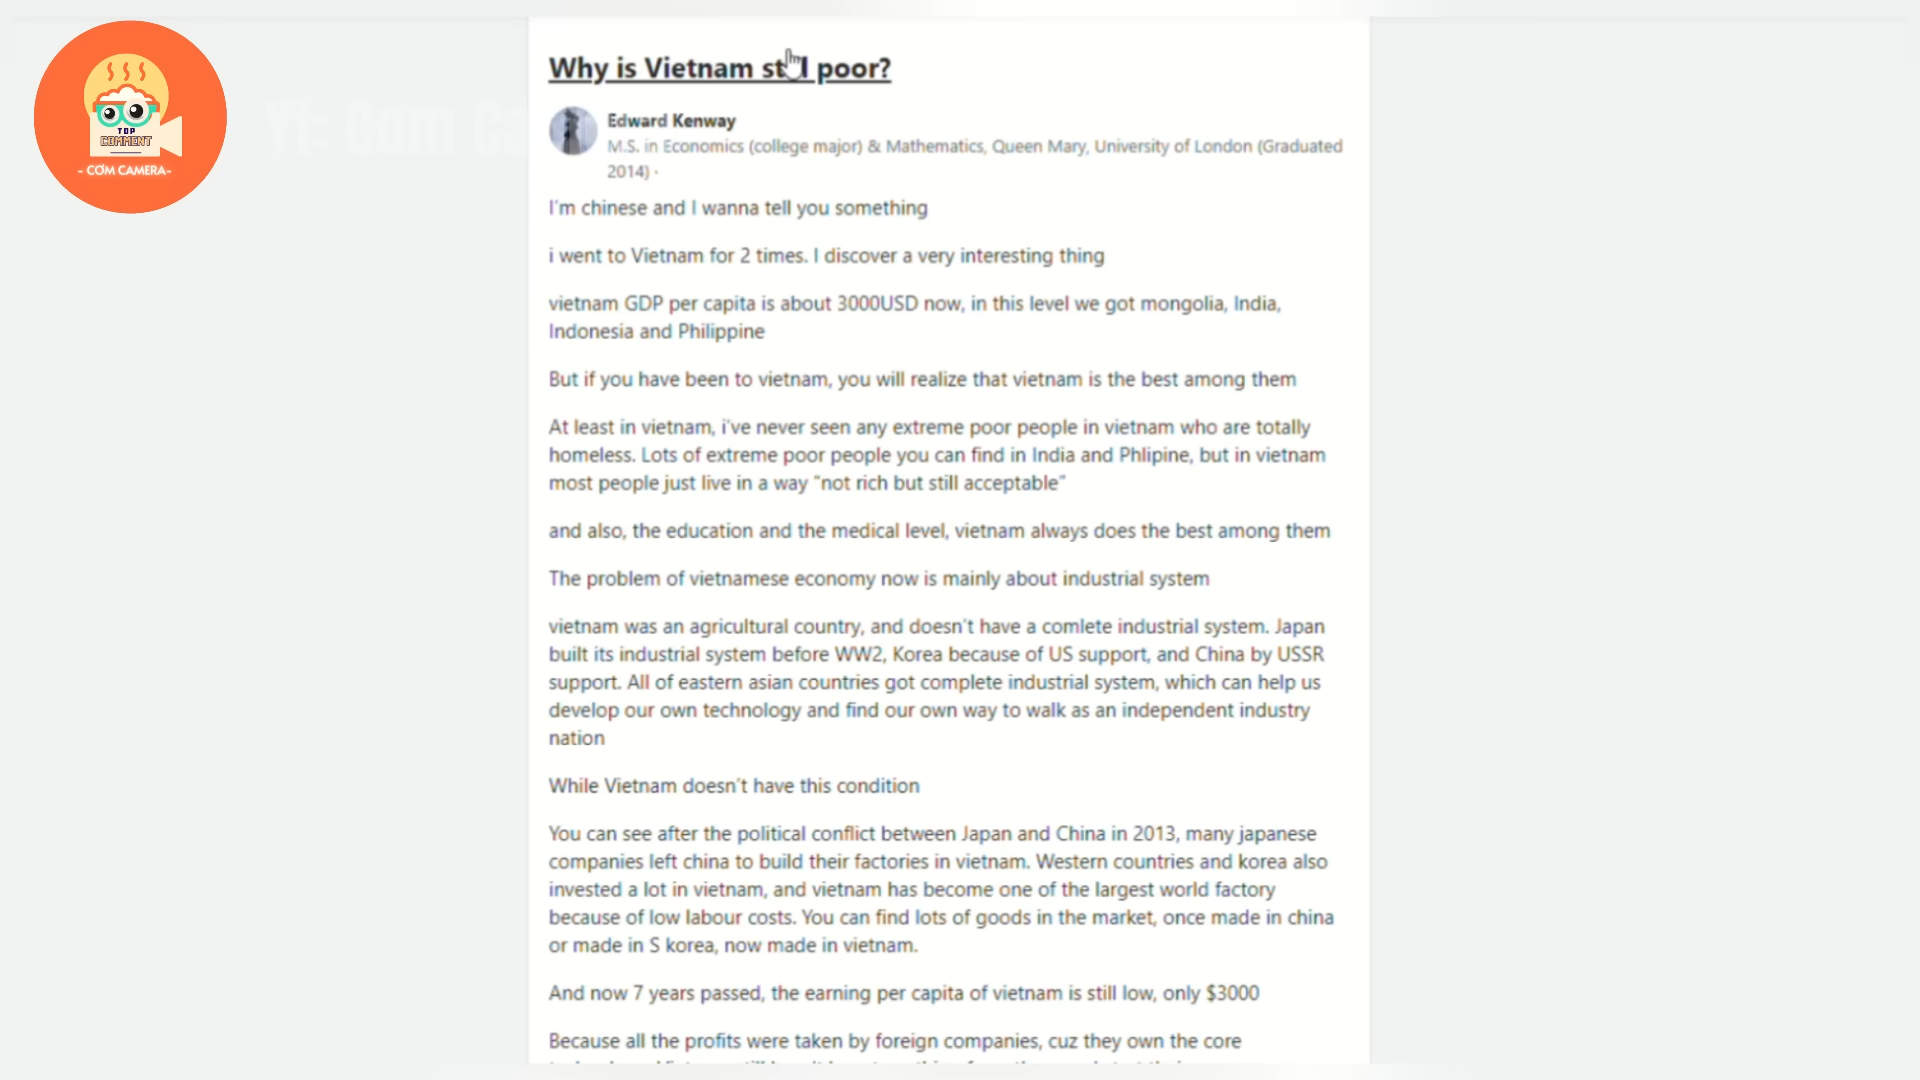 TOP
COMMENT
- CƠM CAMERA-
Why is Vietnam still poor?
Edward Kenway
M.S. in Economics (college major) & Mathematics, Queen Mary, University of London (Graduated
2014) ·
I'm chinese and I wanna tell you something
i went to Vietnam for 2 times. I discover a very interesting thing
vietnam GDP per capita is about 3000USD now, in this level we got mongolia, India,
Indonesia and Philippine
But if you have been to vietnam, you will realize that vietnam is the best among them
At least in vietnam, i've never seen any extreme poor people in vietnam who are totally
homeless. Lots of extreme poor people you can find in India and Phlipine, but in vietnam
most people just live in a way "not rich but still acceptable"
and also, the education and the medical level, vietnam always does the best among them
The problem of vietnamese economy now is mainly about industrial system
vietnam was an agricultural country, and doesn't have a comlete industrial system. Japan
built its industrial system before WW2, Korea because of US support, and China by USSR
support. All of eastern asian countries got complete industrial system, which can help us
develop our own technology and find our own way to walk as an independent industry
nation
While Vietnam doesn't have this condition
You can see after the political conflict between Japan and China in 2013, many japanese
companies left china to build their factories in vietnam. Western countries and korea also
invested a lot in vietnam, and vietnam has become one of the largest world factory
because of low labour costs. You can find lots of goods in the market, once made in china
or made in S korea, now made in vietnam.
And now 7 years passed, the earning per capita of vietnam is still low, only $3000
Because all the profits were taken by foreign companies, cuz they own the core